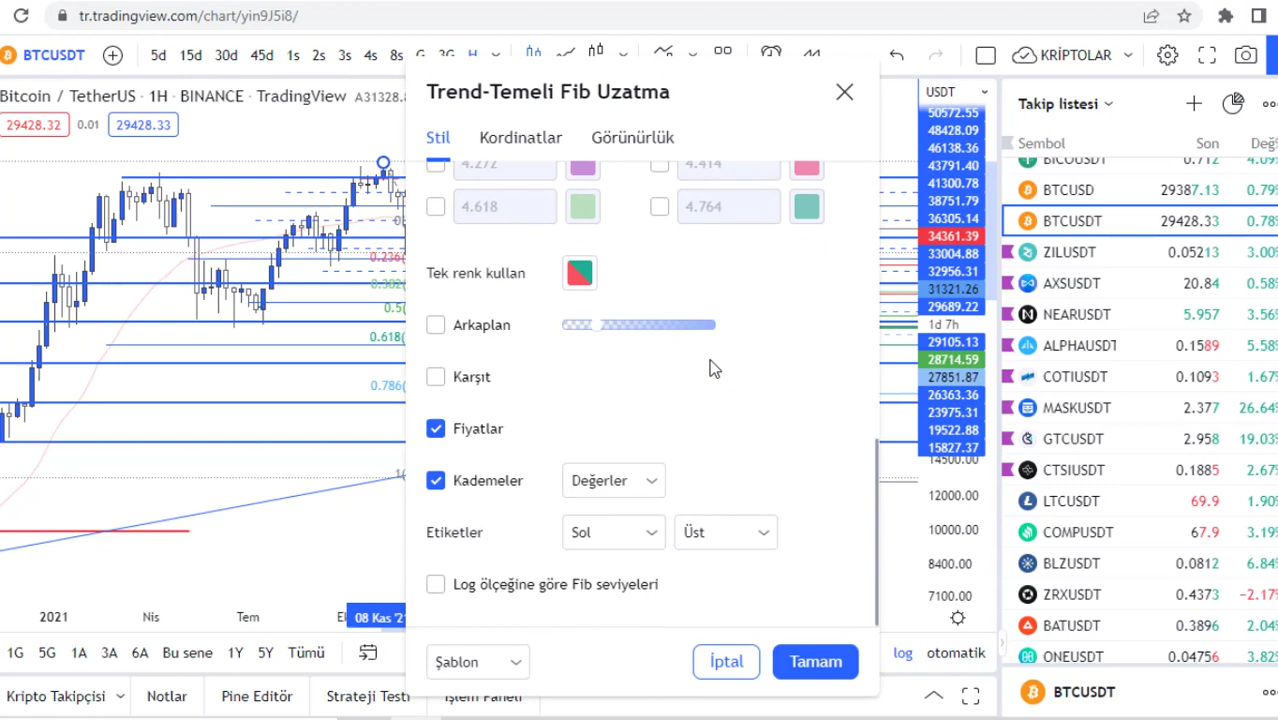 tr.tradingview.com/chart/yin9J5i8/
BTCUSDT 5d 15d 30d 45d 1s 2s 3s 4s 8s G 3G H KRİPTOLAR
Bitcoin / TetherUS · 1H · BINANCE · TradingView A31328.8
29428.32 0.01 29428.33
Trend-Temeli Fib Uzatma
Stil Kordinatlar Görünürlük
4.272 4.414
4.618 4.764
Tek renk kullan
Arkaplan
Karşıt
Fiyatlar
Kademeler Değerler
Etiketler Sol Üst
Log ölçeğine göre Fib seviyeleri
Şablon İptal Tamam
0.236(
0.382(
0.5(
0.618(
0.786(
1(
USDT
50572.55
48428.09
46138.36
43791.40
41300.78
38751.79
36305.14
34361.39
33004.88
32956.31
31321.26
29689.22
1d 7h
29105.13
28714.59
27851.87
26363.36
23975.31
19522.88
15827.37
14500.00
12000.00
10000.00
8400.00
7100.00
Takip listesi
Sembol Son Değ
BICOUSDT 0.712 4.09%
BTCUSD 29387.13 0.79%
BTCUSDT 29428.33 0.78%
ZILUSDT 0.05213 3.00%
AXSUSDT 20.84 0.58%
NEARUSDT 5.957 3.56%
ALPHAUSDT 0.1589 5.58%
COTIUSDT 0.1093 1.67%
MASKUSDT 2.377 26.64%
GTCUSDT 2.958 19.03%
CTSIUSDT 0.1885 2.67%
LTCUSDT 69.9 1.90%
COMPUSDT 67.9 3.19%
BLZUSDT 0.0812 6.84%
ZRXUSDT 0.4373 −2.17%
BATUSDT 0.3896 2.04%
ONEUSDT 0.04756 3.82%
BTCUSDT
2021 Nis Tem 08 Kas '21
1G 5G 1A 3A 6A Bu sene 1Y 5Y Tümü log otomatik
Kripto Takipçisi Notlar Pine Editör Strateji Testi İşlem Paneli